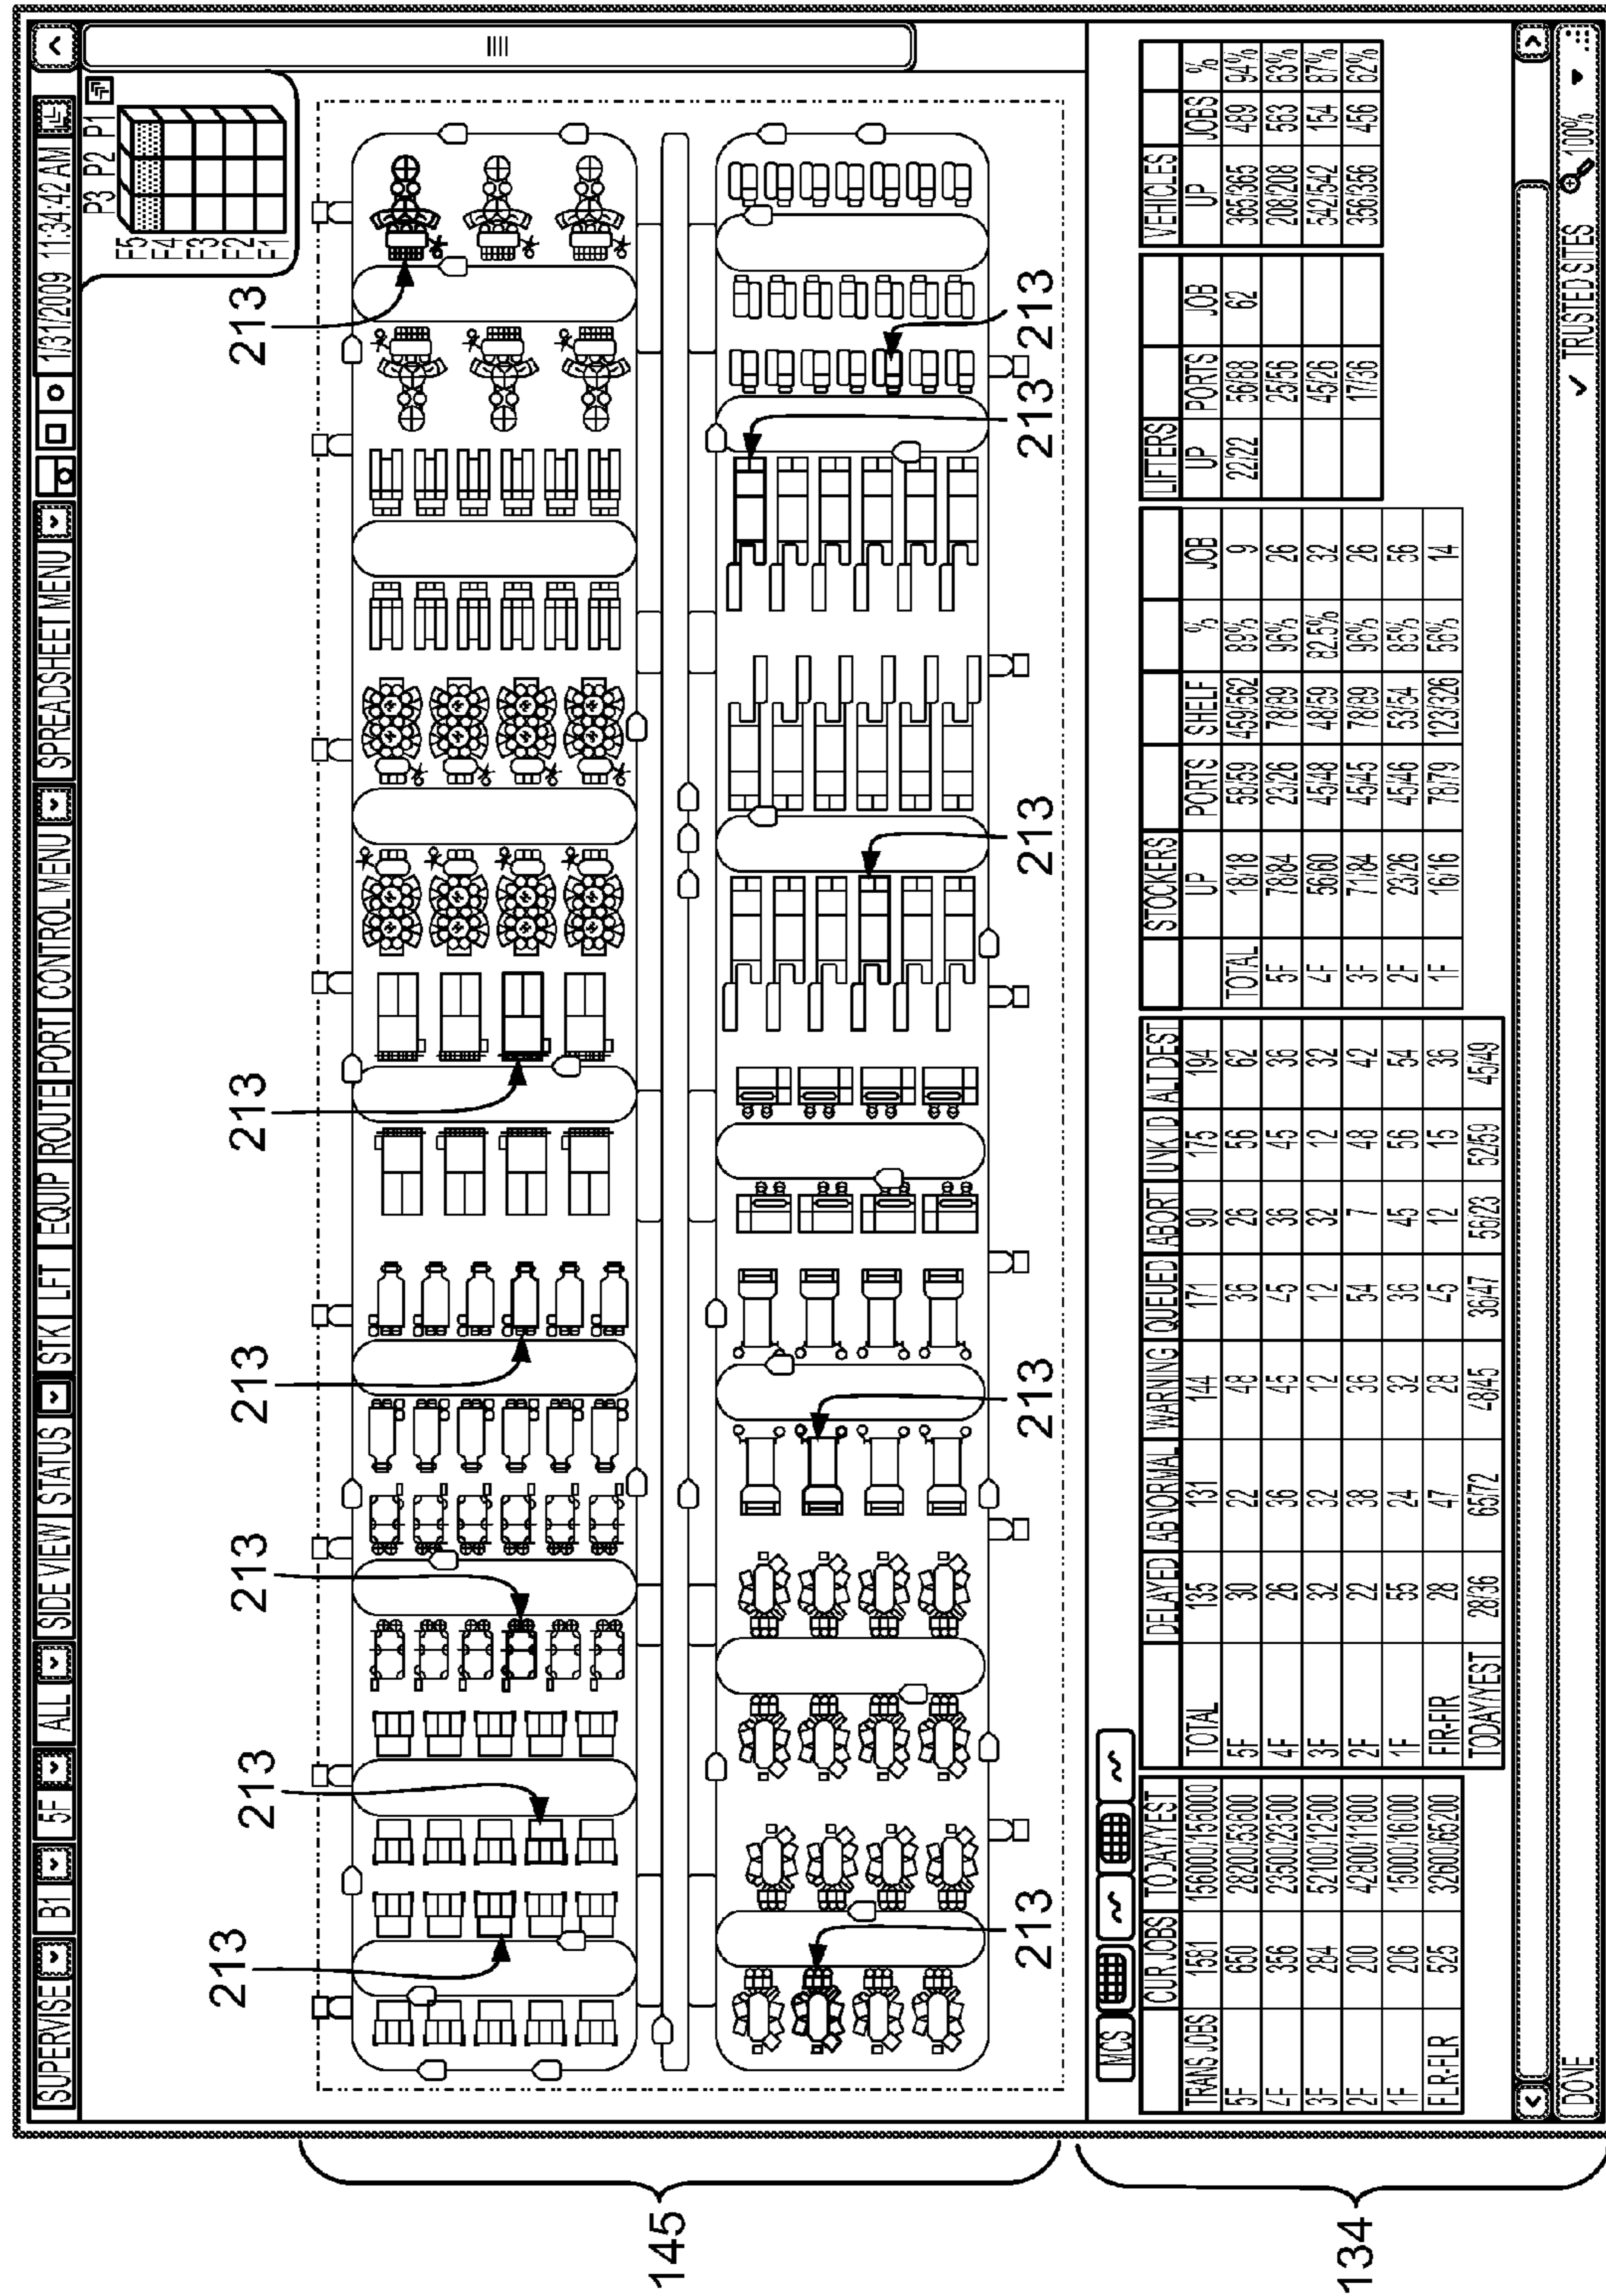 SUPERVISE B1 5F ALL SIDE VIEW STATUS STK LFT EQUIP ROUTE PORT CONTROL MENU SPREADSHEET MENU 1/31/2009 11:34:42 AM
P3 P2 P1
F5
F4
F3
F2
F1
213 213 213 213 213 213
145
213 213 213 213 213
134
MCS
TRANS JOBS CUR JOBS TODAY/YEST
5F 650 28200/53600
4F 356 23500/23500
3F 284 52100/12500
2F 200 42800/11800
1F 206 15000/16000
FLR-FLR 525 32600/65200
1581 156000/156000
DELAYED ABNORMAL WARNING QUEUED ABORT UNK ID ALT DEST
TOTAL 135 131 144 171 90 175 194
5F 30 22 48 36 26 56 62
4F 26 36 45 45 36 45 36
3F 32 32 12 12 32 12 32
2F 22 38 36 54 7 48 42
1F 55 24 32 36 45 56 54
FIR-FIR 28 47 28 45 12 15 36
TODAY/YEST 28/36 65/72 48/45 36/47 56/23 52/59 45/49
STOCKERS
UP PORTS SHELF % JOB
TOTAL 18/18 58/59 459/562 89% 9
5F 78/84 23/26 78/89 96% 26
4F 56/60 45/48 48/59 82.5% 32
3F 77/84 45/45 78/89 96% 26
2F 23/26 45/46 53/54 85% 56
1F 16/16 78/79 123/326 56% 14
LIFTERS
UP PORTS JOB
22/22 56/88 62
25/66
45/26
17/36
VEHICLES
UP JOBS %
365/365 489 94%
208/208 563 63%
542/542 154 87%
356/356 456 62%
DONE ✓ TRUSTED SITES 100%